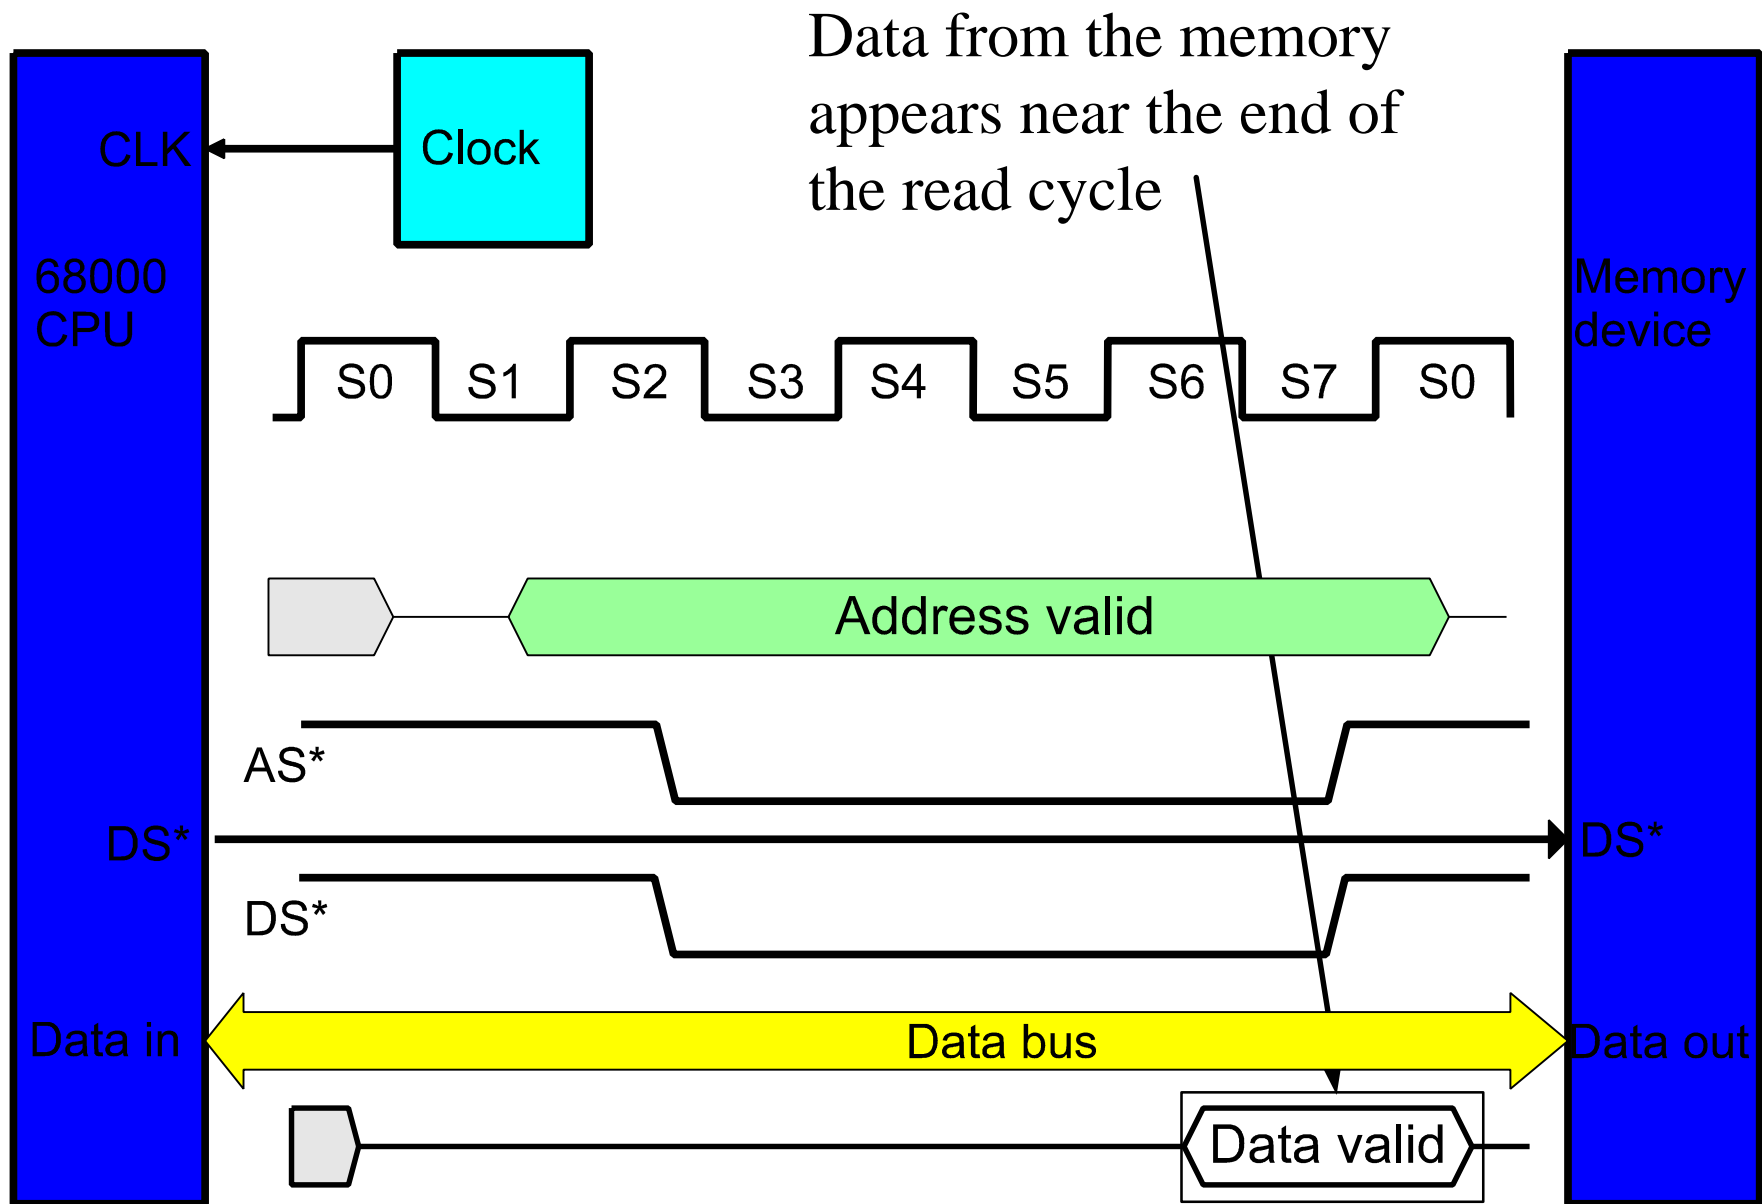 Data from the memory
appears near the end of
the read cycle
CLK
Clock
68000
CPU
Memory
device
S0 S1 S2 S3 S4 S5 S6 S7 S0
Address valid
AS*
DS*
DS*
DS*
Data in
Data bus
Data out
Data valid